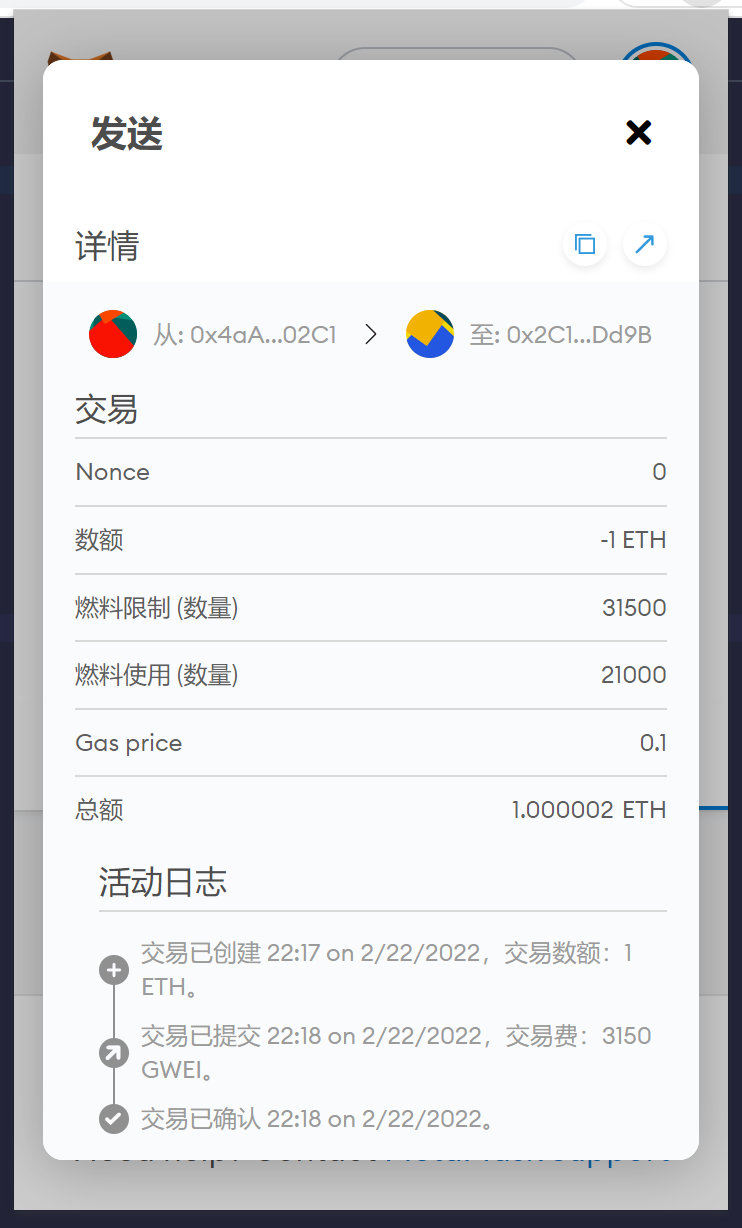 发送
详情
从: 0x4aA...02C1
至: 0x2C1...Dd9B
交易
Nonce 0
数额 -1 ETH
燃料限制 (数量) 31500
燃料使用 (数量) 21000
Gas price 0.1
总额 1.000002 ETH
活动日志
交易已创建 22:17 on 2/22/2022，交易数额：1
ETH。
交易已提交 22:18 on 2/22/2022，交易费：3150
GWEI。
交易已确认 22:18 on 2/22/2022。